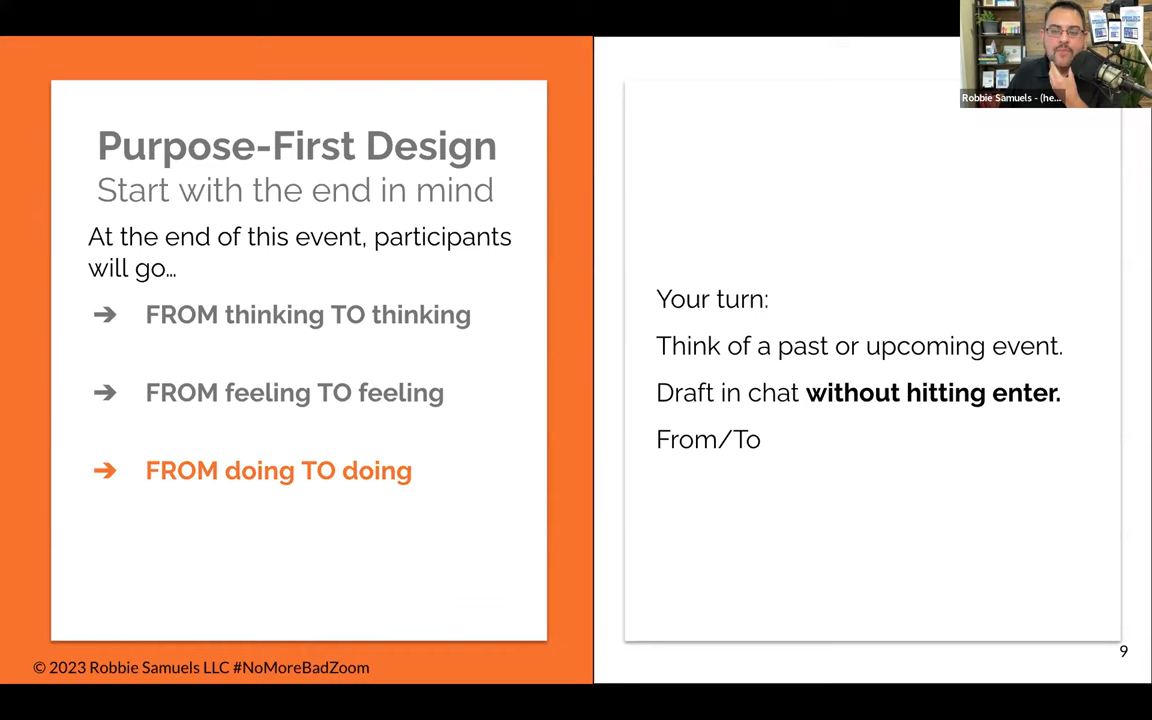 Purpose-First Design
Start with the end in mind
At the end of this event, participants
will go…
➔ FROM thinking TO thinking
➔ FROM feeling TO feeling
➔ FROM doing TO doing
© 2023 Robbie Samuels LLC #NoMoreBadZoom
Your turn:
Think of a past or upcoming event.
Draft in chat without hitting enter.
From/To
9
Robbie Samuels - (he...